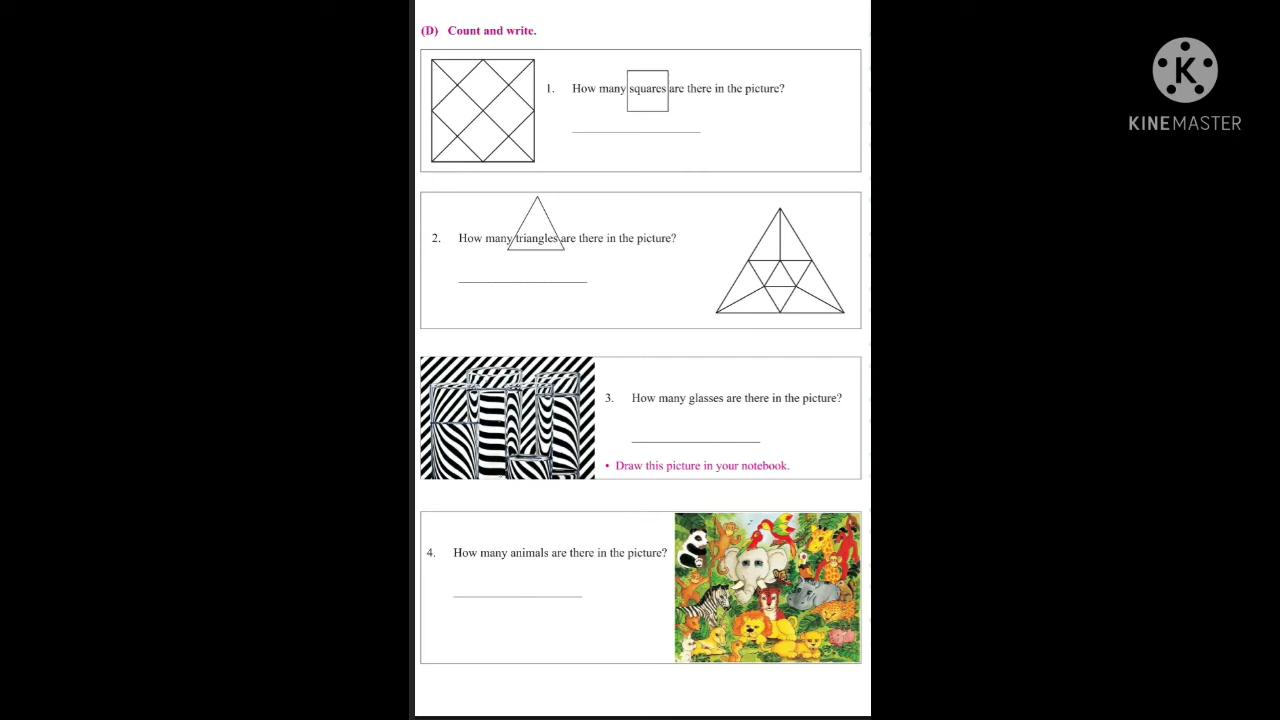 (D) Count and write.
1. How many squares are there in the picture?
2. How many triangles are there in the picture?
3. How many glasses are there in the picture?
• Draw this picture in your notebook.
4. How many animals are there in the picture?
K
KINEMASTER